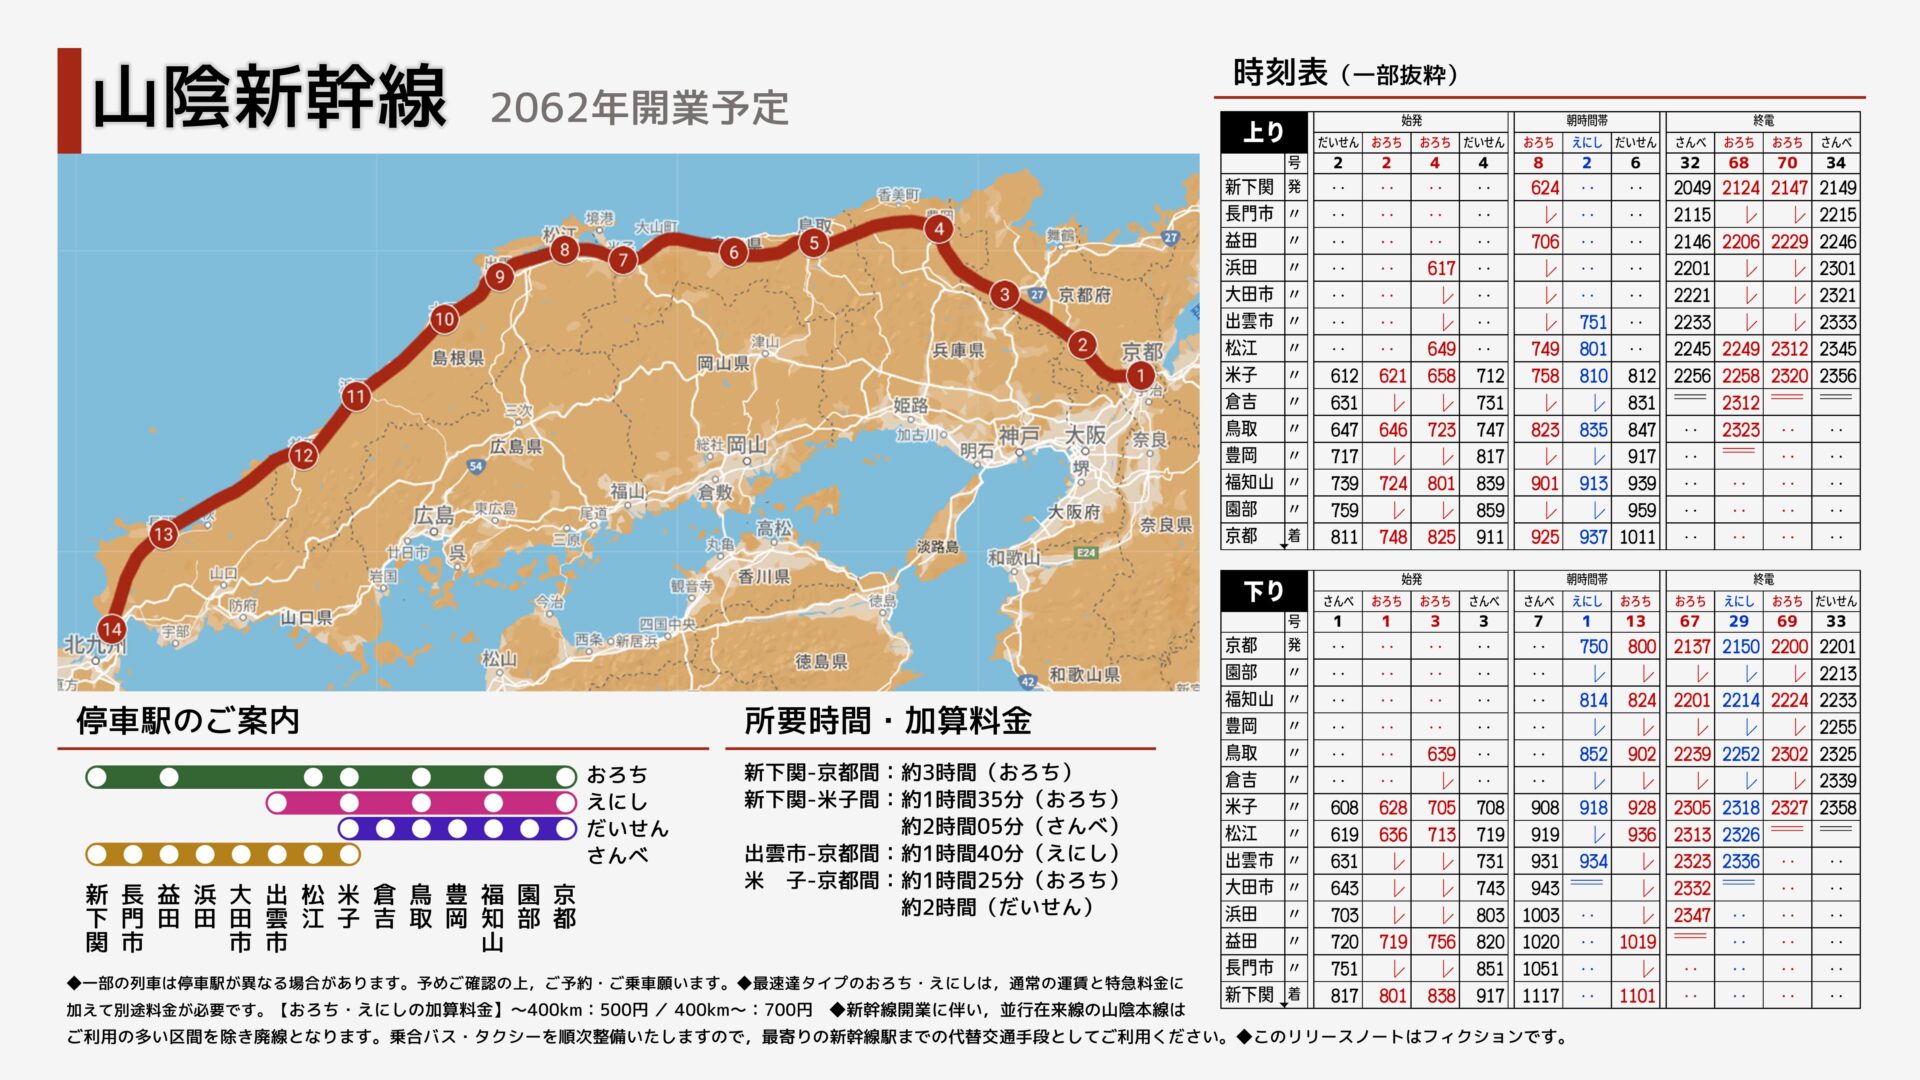 山陰新幹線 2062年開業予定
香美町
境港
大山町
鳥取
松江
舞鶴
27
4
8
5
6
7
9
3
27
京都府
10
島根県
津山
岡山県
兵庫県
2
京都
1
11
三次
広島県
姫路
加古川
神戸
大阪
奈良
明石
堺
総社
岡山
12
54
福山
倉敷
大阪府
奈良県
広島
東広島
尾道
高松
三原
丸亀
淡路島
和歌山
E24
13
廿日市
呉
岩国
香川県
観音寺
山口
防府
山口県
今治
徳島
14
北九州
宇部
四国中央
西条
新居浜
松山
徳島県
和歌山県
42
停車駅のご案内
おろち
えにし
だいせん
さんべ
新下関 長門市 益田 浜田 大田市 出雲市 松江 米子 倉吉 鳥取 豊岡 福知山 園部 京都
所要時間・加算料金
新下関-京都間：約3時間（おろち）
新下関-米子間：約1時間35分（おろち）
約2時間05分（さんべ）
出雲市-京都間：約1時間40分（えにし）
米　子-京都間：約1時間25分（おろち）
約2時間（だいせん）
◆一部の列車は停車駅が異なる場合があります。予めご確認の上，ご予約・ご乗車願います。◆最速達タイプのおろち・えにしは，通常の運賃と特急料金に
加えて別途料金が必要です。【おろち・えにしの加算料金】～400km：500円 ／ 400km～：700円　◆新幹線開業に伴い，並行在来線の山陰本線は
ご利用の多い区間を除き廃線となります。乗合バス・タクシーを順次整備いたしますので，最寄りの新幹線駅までの代替交通手段としてご利用ください。◆このリリースノートはフィクションです。
時刻表（一部抜粋）
上り 始発 朝時間帯 終電
だいせん おろち おろち だいせん おろち えにし だいせん さんべ おろち おろち さんべ
号 2 2 4 4 8 2 6 32 68 70 34
新下関 発 ‥ ‥ ‥ ‥ 624 ‥ ‥ 2049 2124 2147 2149
長門市 〃 ‥ ‥ ‥ ‥ レ ‥ ‥ 2115 レ レ 2215
益田 〃 ‥ ‥ ‥ ‥ 706 ‥ ‥ 2146 2206 2229 2246
浜田 〃 ‥ ‥ 617 ‥ レ ‥ ‥ 2201 レ レ 2301
大田市 〃 ‥ ‥ レ ‥ レ ‥ ‥ 2221 レ レ 2321
出雲市 〃 ‥ ‥ レ ‥ レ 751 ‥ 2233 レ レ 2333
松江 〃 ‥ ‥ 649 ‥ 749 801 ‥ 2245 2249 2312 2345
米子 〃 612 621 658 712 758 810 812 2256 2258 2320 2356
倉吉 〃 631 レ レ 731 レ レ 831 ＝ 2312 ＝ ＝
鳥取 〃 647 646 723 747 823 835 847 ‥ 2323 ‥ ‥
豊岡 〃 717 レ レ 817 レ レ 917 ‥ ＝ ‥ ‥
福知山 〃 739 724 801 839 901 913 939 ‥ ‥ ‥ ‥
園部 〃 759 レ レ 859 レ レ 959 ‥ ‥ ‥ ‥
京都 着 811 748 825 911 925 937 1011 ‥ ‥ ‥ ‥
下り 始発 朝時間帯 終電
さんべ おろち おろち さんべ さんべ えにし おろち おろち えにし おろち だいせん
号 1 1 3 3 7 1 13 67 29 69 33
京都 発 ‥ ‥ ‥ ‥ ‥ 750 800 2137 2150 2200 2201
園部 〃 ‥ ‥ ‥ ‥ ‥ レ レ レ レ レ 2213
福知山 〃 ‥ ‥ ‥ ‥ ‥ 814 824 2201 2214 2224 2233
豊岡 〃 ‥ ‥ ‥ ‥ ‥ レ レ レ レ レ 2255
鳥取 〃 ‥ ‥ 639 ‥ ‥ 852 902 2239 2252 2302 2325
倉吉 〃 ‥ ‥ レ ‥ ‥ レ レ レ レ レ 2339
米子 〃 608 628 705 708 908 918 928 2305 2318 2327 2358
松江 〃 619 636 713 719 919 レ 936 2313 2326 ＝ ＝
出雲市 〃 631 レ レ 731 931 934 レ 2323 2336 ‥ ‥
大田市 〃 643 レ レ 743 943 ＝ レ 2332 ＝ ‥ ‥
浜田 〃 703 レ レ 803 1003 ‥ レ 2347 ‥ ‥ ‥
益田 〃 720 719 756 820 1020 ‥ 1019 ＝ ‥ ‥ ‥
長門市 〃 751 レ レ 851 1051 ‥ レ ‥ ‥ ‥ ‥
新下関 着 817 801 838 917 1117 ‥ 1101 ‥ ‥ ‥ ‥